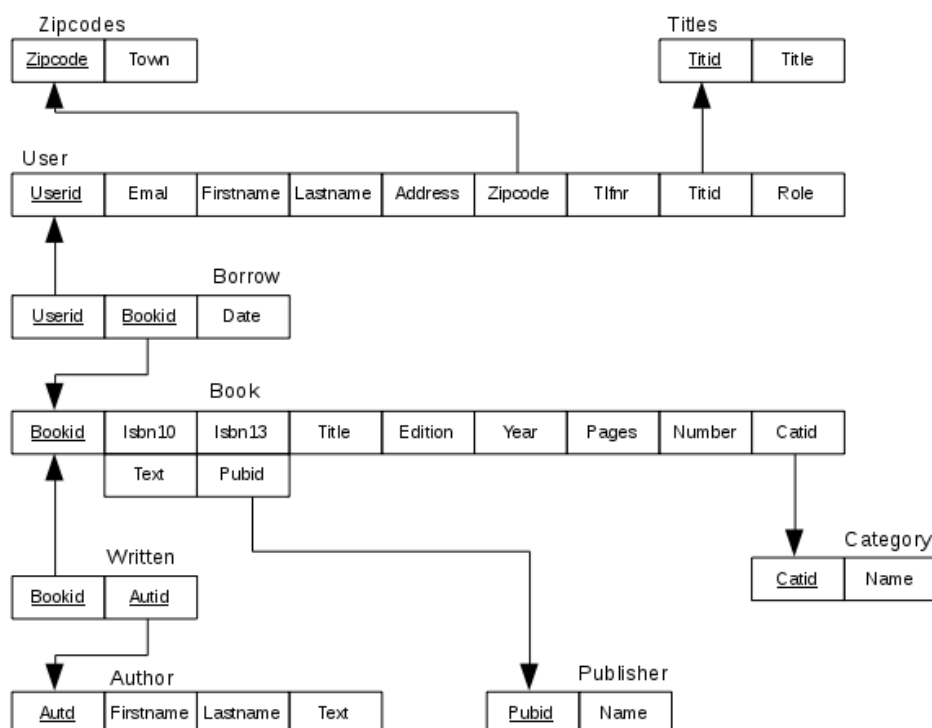 Zipcodes Titles
Zipcode Town Titid Title
User
Userid Emal Firstname Lastname Address Zipcode Tlfnr Titid Role
Borrow
Userid Bookid Date
Book
Bookid Isbn10 Isbn13 Title Edition Year Pages Number Catid
Text Pubid
Written Category
Bookid Autid Catid Name
Author Publisher
Autd Firstname Lastname Text Pubid Name